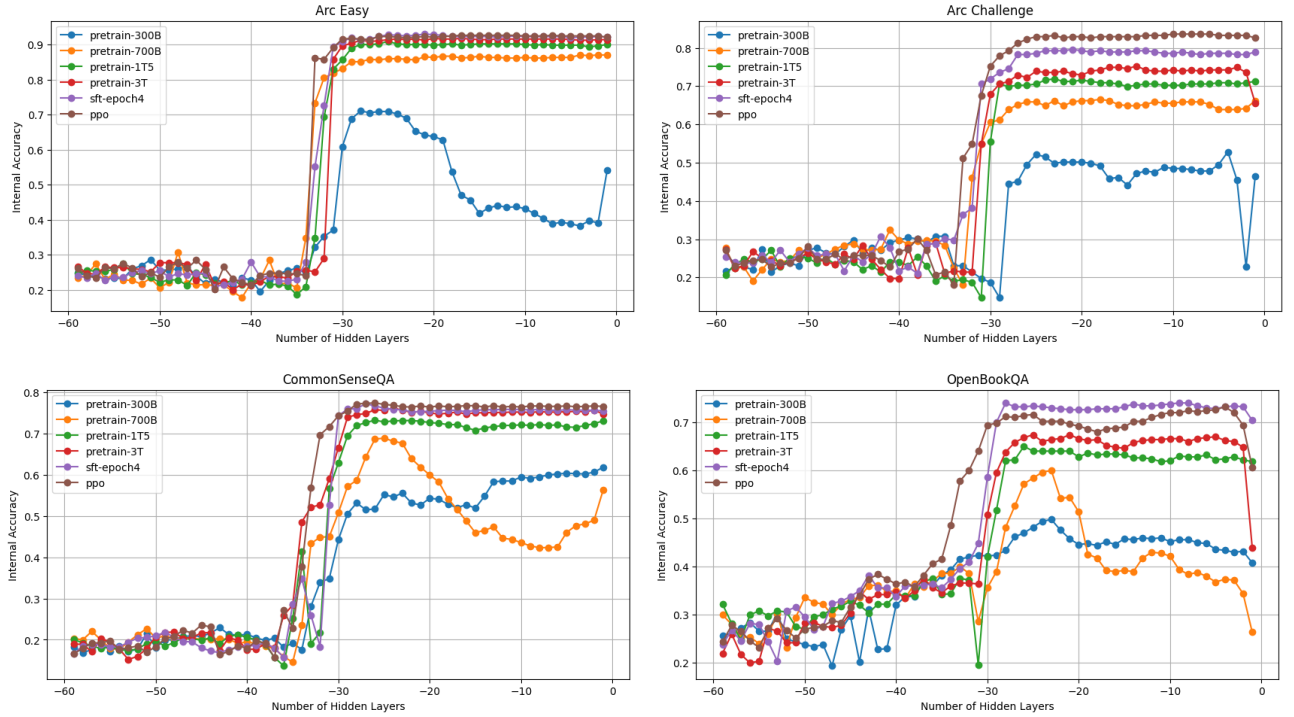 Arc Easy
Internal Accuracy
0.9
0.8
0.7
0.6
0.5
0.4
0.3
0.2
pretrain-300B
pretrain-700B
pretrain-1T5
pretrain-3T
sft-epoch4
ppo
−60 −50 −40 −30 −20 −10 0
Number of Hidden Layers
Arc Challenge
Internal Accuracy
0.8
0.7
0.6
0.5
0.4
0.3
0.2
pretrain-300B
pretrain-700B
pretrain-1T5
pretrain-3T
sft-epoch4
ppo
−60 −50 −40 −30 −20 −10 0
Number of Hidden Layers
CommonSenseQA
Internal Accuracy
0.8
0.7
0.6
0.5
0.4
0.3
0.2
pretrain-300B
pretrain-700B
pretrain-1T5
pretrain-3T
sft-epoch4
ppo
−60 −50 −40 −30 −20 −10 0
Number of Hidden Layers
OpenBookQA
Internal Accuracy
0.7
0.6
0.5
0.4
0.3
0.2
pretrain-300B
pretrain-700B
pretrain-1T5
pretrain-3T
sft-epoch4
ppo
−60 −50 −40 −30 −20 −10 0
Number of Hidden Layers